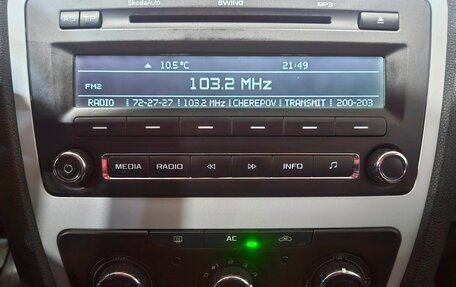 SkodaAuto SWING MP3
AS TP
10.5°C 21:49
FM2 103.2 MHz
RADIO 72-27-27 103.2 MHz CHEREPOV TRANSMIT 200-203
MEDIA RADIO INFO
AC